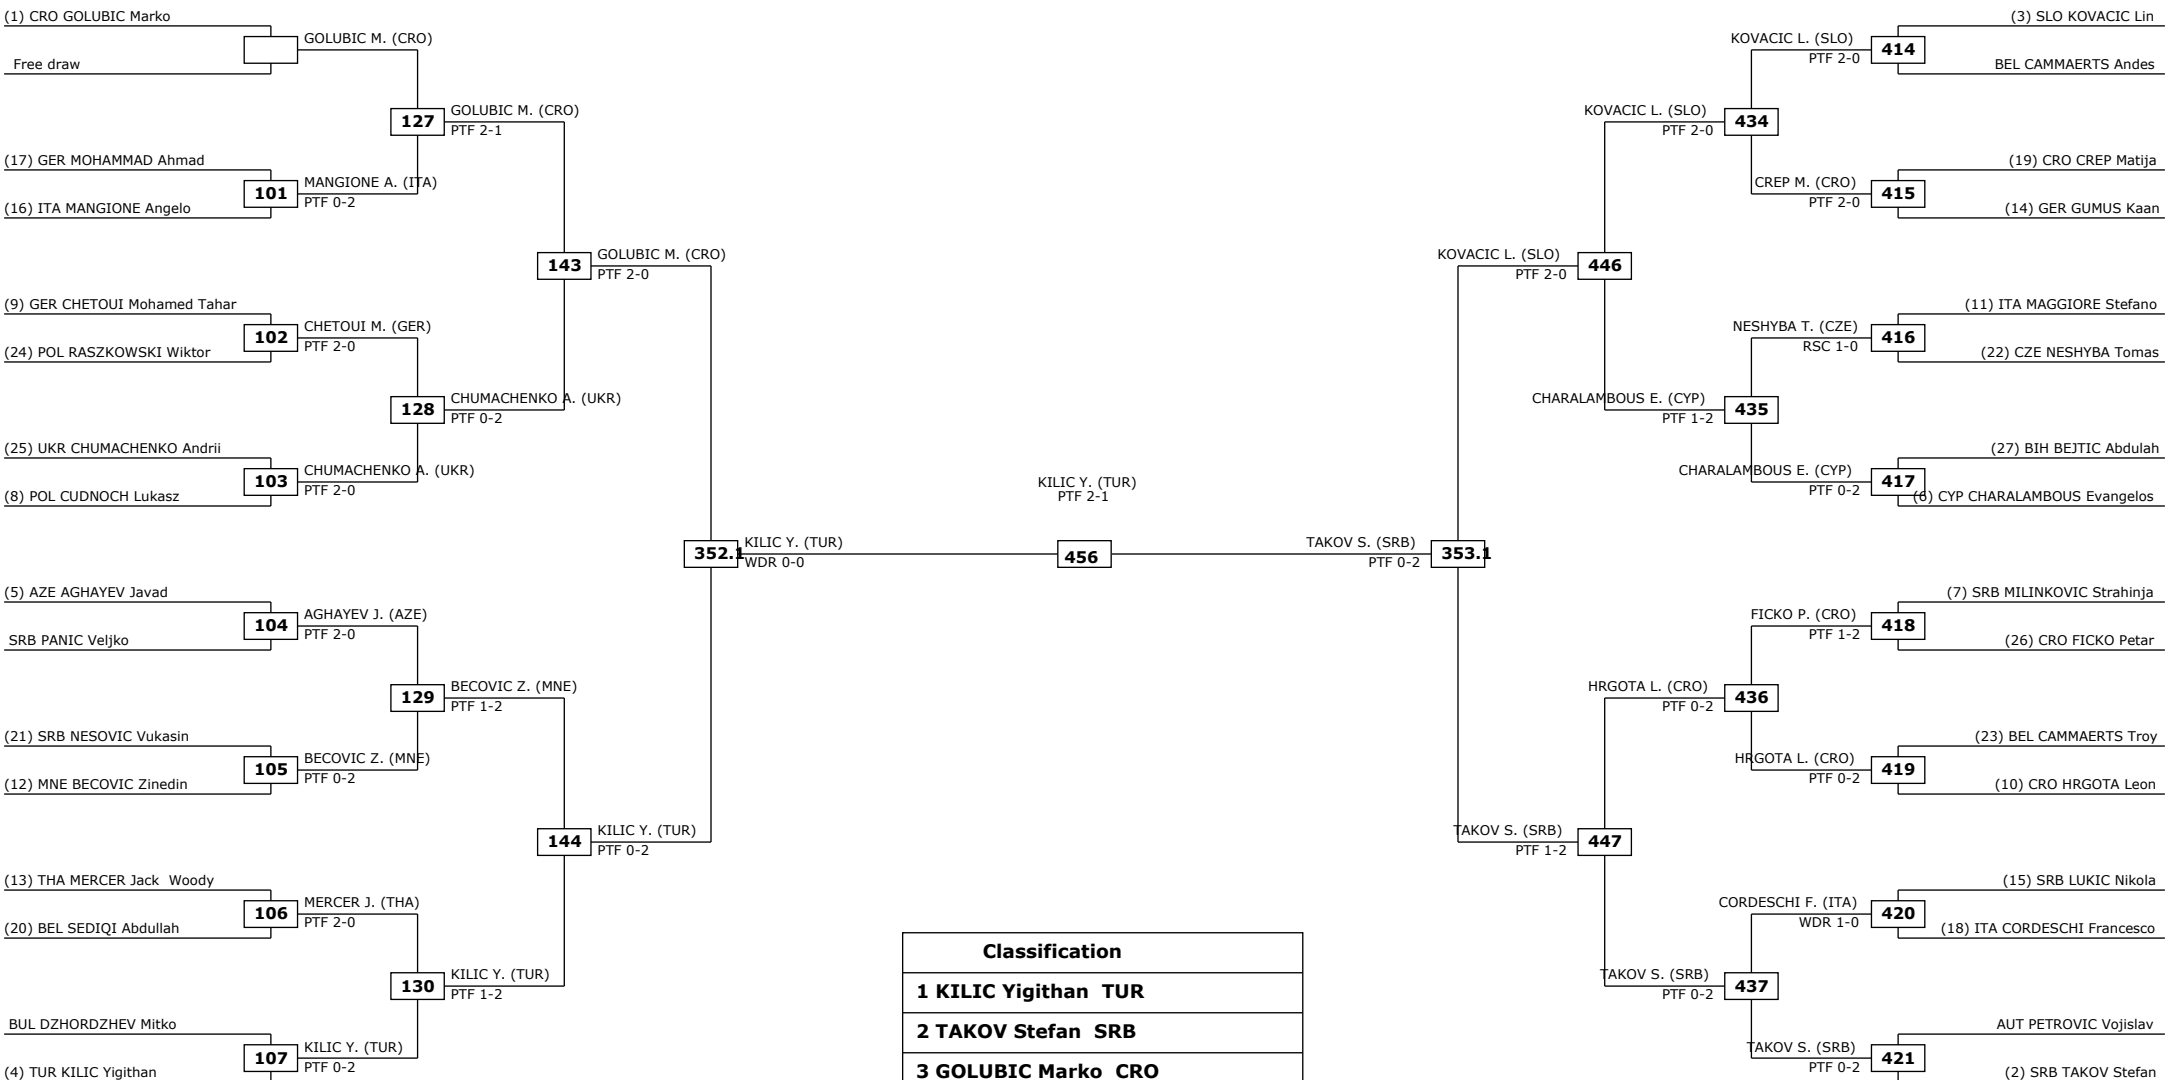 (1) CRO GOLUBIC Marko
Free draw
GOLUBIC M. (CRO)
(17) GER MOHAMMAD Ahmad
(16) ITA MANGIONE Angelo
101
MANGIONE A. (ITA)
PTF 0-2
127
GOLUBIC M. (CRO)
PTF 2-1
(9) GER CHETOUI Mohamed Tahar
(24) POL RASZKOWSKI Wiktor
102
CHETOUI M. (GER)
PTF 2-0
(25) UKR CHUMACHENKO Andrii
(8) POL CUDNOCH Lukasz
103
CHUMACHENKO A. (UKR)
PTF 2-0
128
CHUMACHENKO A. (UKR)
PTF 0-2
143
GOLUBIC M. (CRO)
PTF 2-0
(5) AZE AGHAYEV Javad
SRB PANIC Veljko
104
AGHAYEV J. (AZE)
PTF 2-0
(21) SRB NESOVIC Vukasin
(12) MNE BECOVIC Zinedin
105
BECOVIC Z. (MNE)
PTF 0-2
129
BECOVIC Z. (MNE)
PTF 1-2
(13) THA MERCER Jack  Woody
(20) BEL SEDIQI Abdullah
106
MERCER J. (THA)
PTF 2-0
BUL DZHORDZHEV Mitko
(4) TUR KILIC Yigithan
107
KILIC Y. (TUR)
PTF 0-2
130
KILIC Y. (TUR)
PTF 1-2
144
KILIC Y. (TUR)
PTF 0-2
352.1
KILIC Y. (TUR)
WDR 0-0
KILIC Y. (TUR)
PTF 2-1
456
TAKOV S. (SRB)
PTF 0-2
353.1
(3) SLO KOVACIC Lin
BEL CAMMAERTS Andes
414
KOVACIC L. (SLO)
PTF 2-0
(19) CRO CREP Matija
(14) GER GUMUS Kaan
415
CREP M. (CRO)
PTF 2-0
434
KOVACIC L. (SLO)
PTF 2-0
(11) ITA MAGGIORE Stefano
(22) CZE NESHYBA Tomas
416
NESHYBA T. (CZE)
RSC 1-0
(27) BIH BEJTIC Abdulah
(6) CYP CHARALAMBOUS Evangelos
417
CHARALAMBOUS E. (CYP)
PTF 0-2
435
CHARALAMBOUS E. (CYP)
PTF 1-2
446
KOVACIC L. (SLO)
PTF 2-0
(7) SRB MILINKOVIC Strahinja
(26) CRO FICKO Petar
418
FICKO P. (CRO)
PTF 1-2
(23) BEL CAMMAERTS Troy
(10) CRO HRGOTA Leon
419
HRGOTA L. (CRO)
PTF 0-2
436
HRGOTA L. (CRO)
PTF 0-2
(15) SRB LUKIC Nikola
(18) ITA CORDESCHI Francesco
420
CORDESCHI F. (ITA)
WDR 1-0
AUT PETROVIC Vojislav
(2) SRB TAKOV Stefan
421
TAKOV S. (SRB)
PTF 0-2
437
TAKOV S. (SRB)
PTF 0-2
447
TAKOV S. (SRB)
PTF 1-2
Classification
1 KILIC Yigithan  TUR
2 TAKOV Stefan  SRB
3 GOLUBIC Marko  CRO